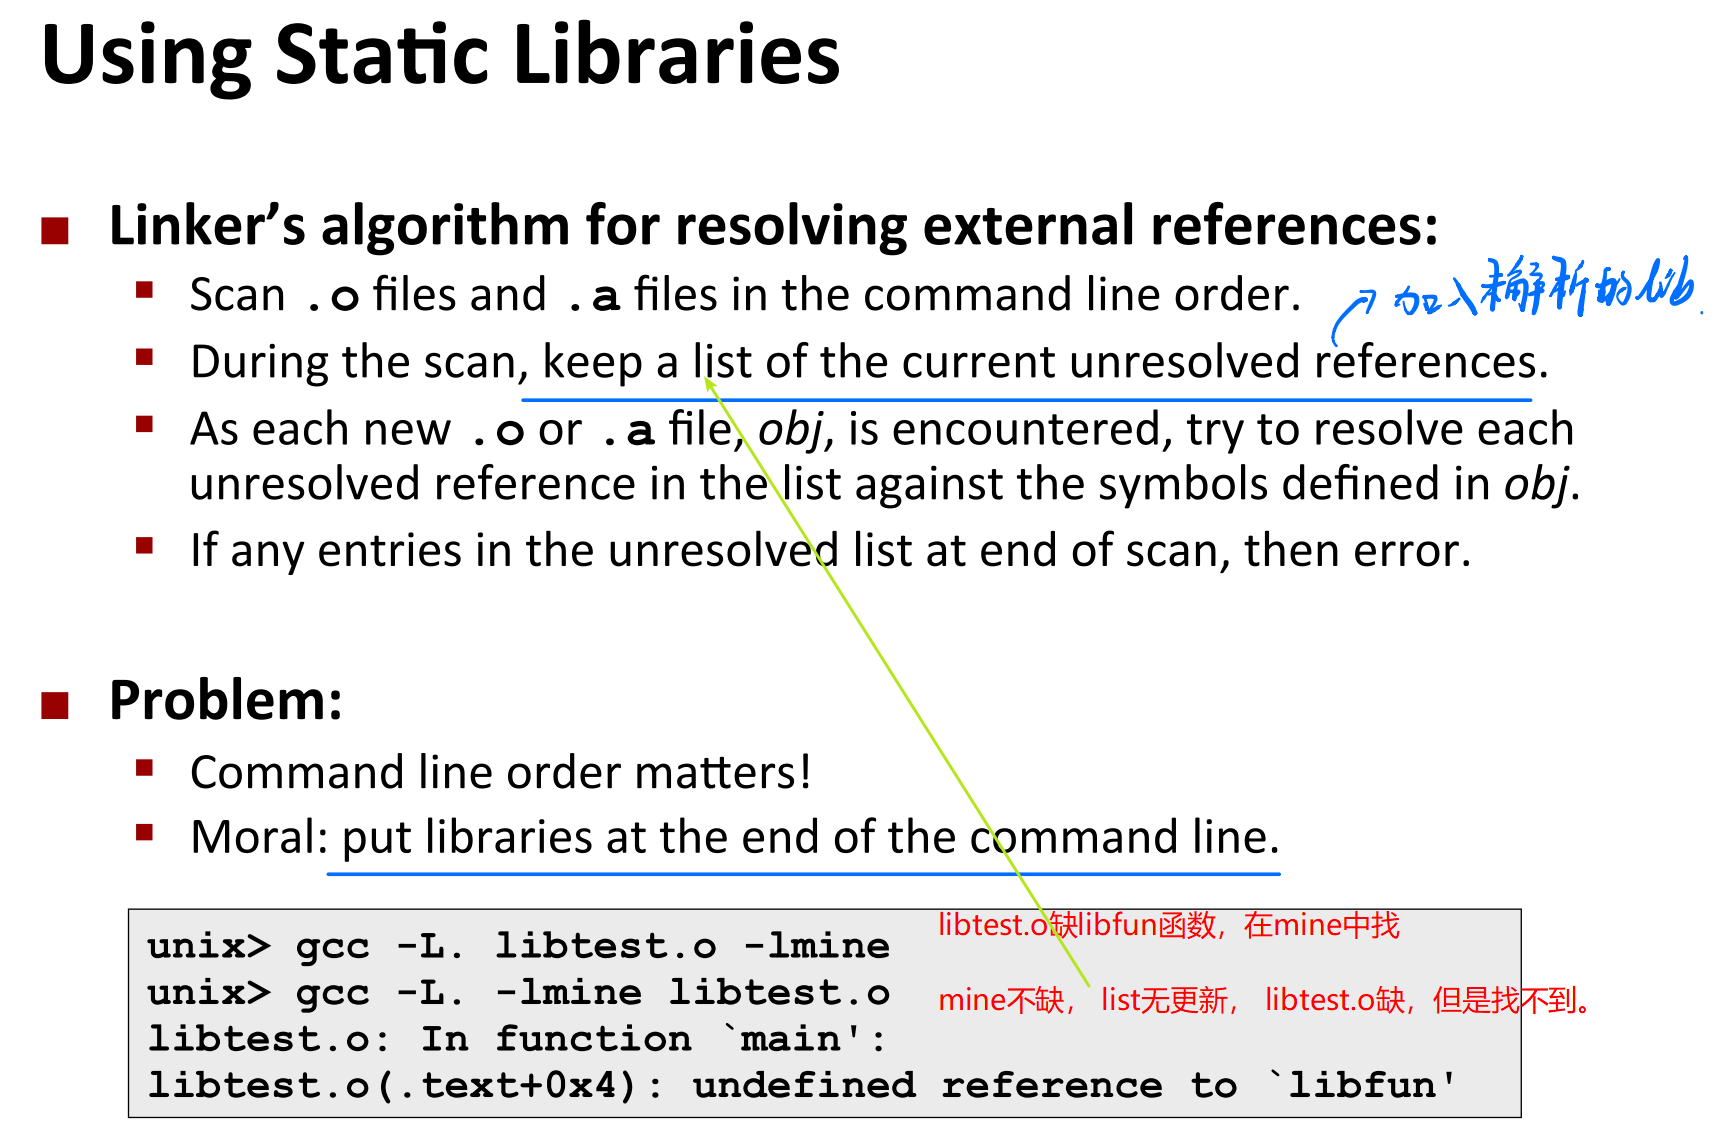 Using Static Libraries
Linker's algorithm for resolving external references:
Scan .o files and .a files in the command line order.
加入未解析的lib.
During the scan, keep a list of the current unresolved references.
As each new .o or .a file, obj, is encountered, try to resolve each
unresolved reference in the list against the symbols defined in obj.
If any entries in the unresolved list at end of scan, then error.
Problem:
Command line order matters!
Moral: put libraries at the end of the command line.
unix> gcc -L. libtest.o -lmine
libtest.o缺libfun函数，在mine中找
unix> gcc -L. -lmine libtest.o
mine不缺， list无更新， libtest.o缺，但是找不到。
libtest.o: In function `main':
libtest.o(.text+0x4): undefined reference to `libfun'